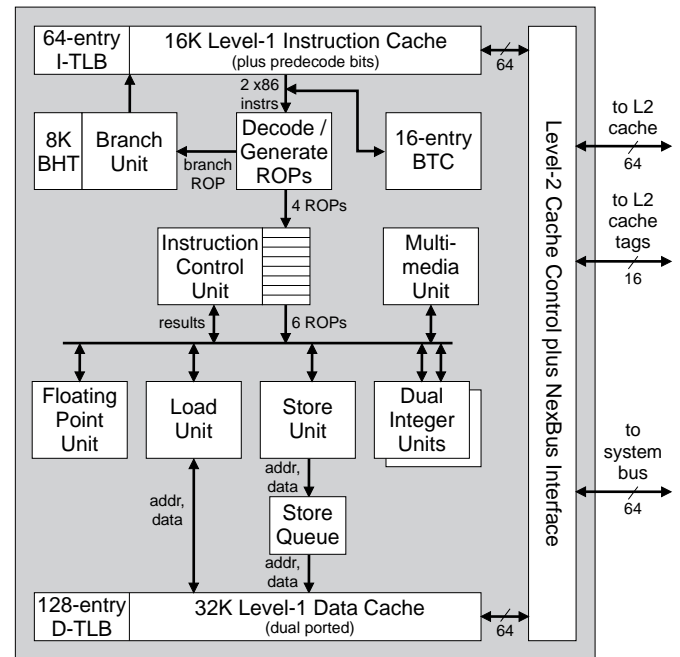 64-entry
I-TLB
16K Level-1 Instruction Cache
(plus predecode bits)
64
2 x86
instrs
8K
BHT
Branch
Unit
branch
ROP
Decode /
Generate
ROPs
16-entry
BTC
4 ROPs
Instruction
Control
Unit
Multi-
media
Unit
results
6 ROPs
Floating
Point
Unit
Load
Unit
Store
Unit
Dual
Integer
Units
addr,
data
addr,
data
Store
Queue
addr,
data
128-entry
D-TLB
32K Level-1 Data Cache
(dual ported)
64
Level-2 Cache Control plus NexBus Interface
to L2
cache
64
to L2
cache
tags
16
to
system
bus
64